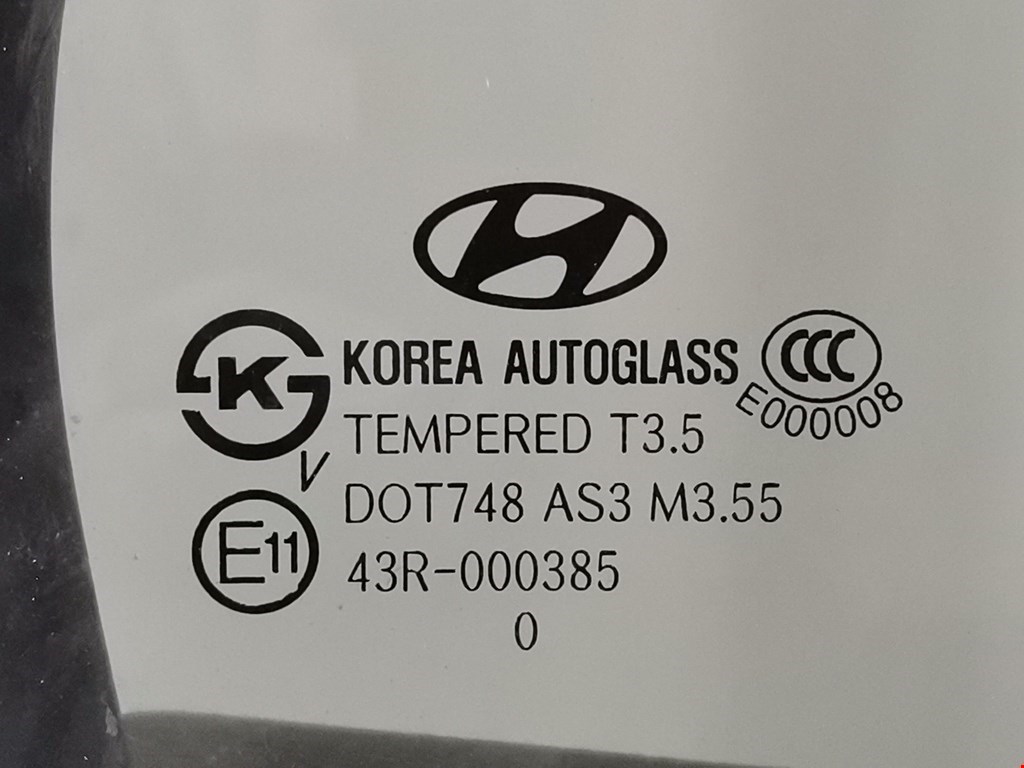 K KOREA AUTOGLASS CCC
E000008
TEMPERED T3.5
V
DOT748 AS3 M3.55
E11 43R-000385
0